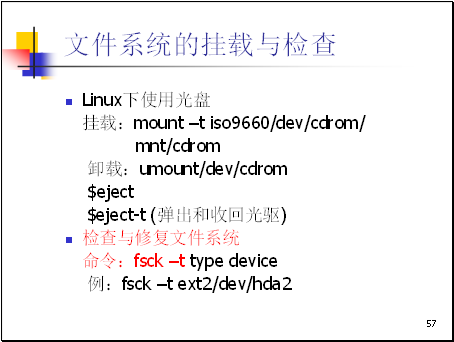 文件系统的挂载与检查
Linux下使用光盘
挂载：mount –t iso9660/dev/cdrom/
mnt/cdrom
卸载：umount/dev/cdrom
$eject
$eject-t (弹出和收回光驱)
检查与修复文件系统
命令：fsck –t type device
例：fsck –t ext2/dev/hda2
57